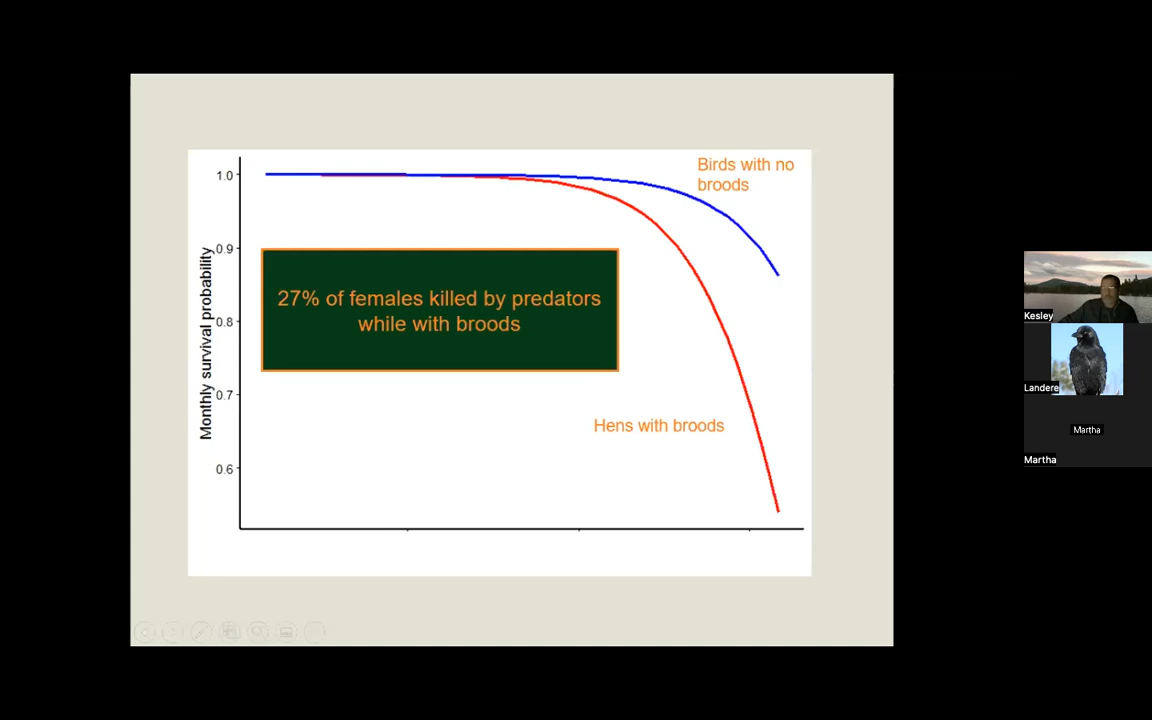 Birds with no
broods
1.0
0.9
0.8
0.7
0.6
Monthly survival probability
27% of females killed by predators
while with broods
Hens with broods
Kesley
Landere
Martha
Martha